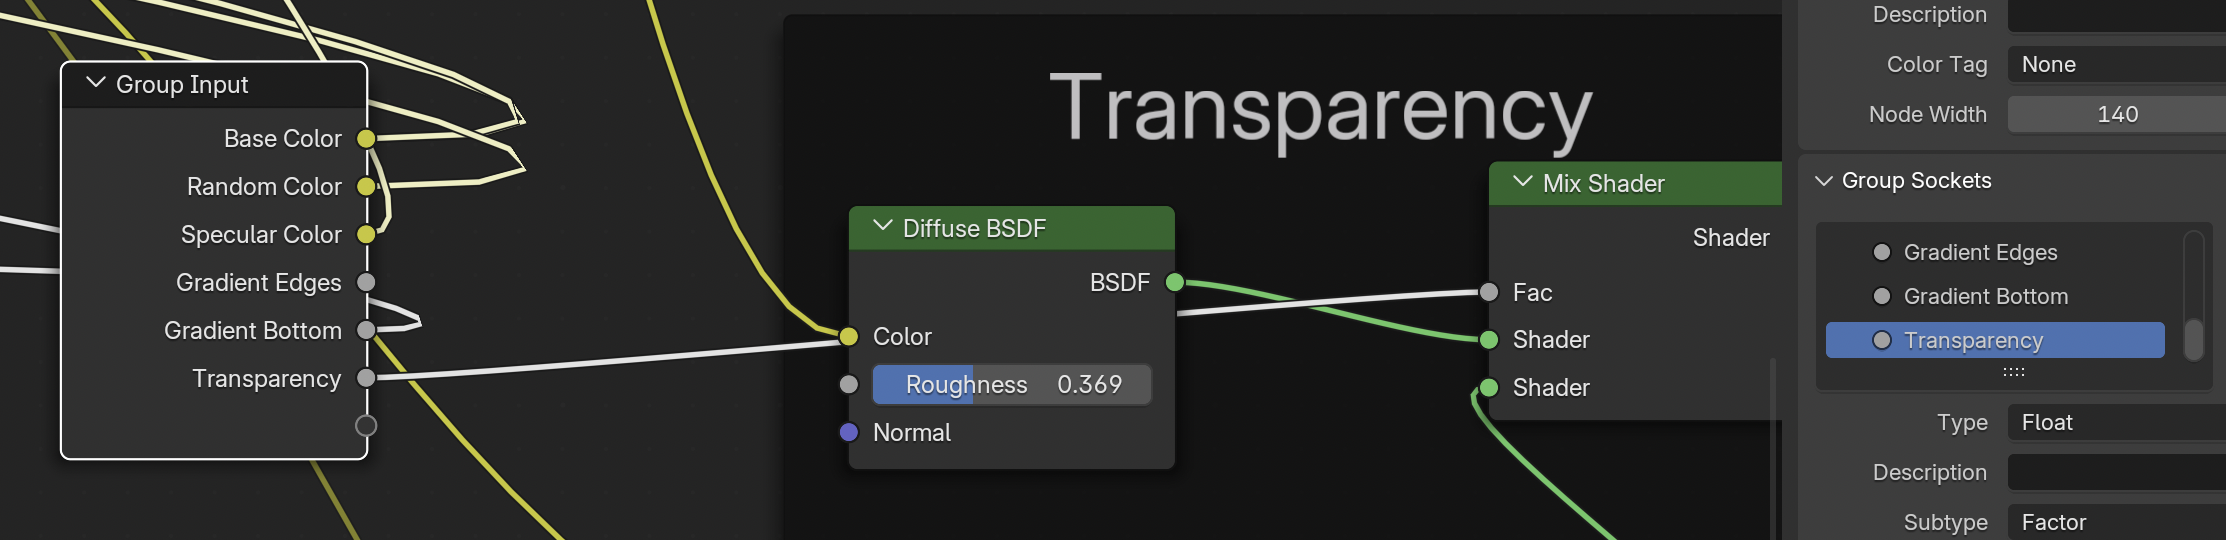 Group Input
Base Color
Random Color
Specular Color
Gradient Edges
Gradient Bottom
Transparency
Transparency
Diffuse BSDF
BSDF
Color
Roughness 0.369
Normal
Mix Shader
Shader
Fac
Shader
Shader
Description
Color Tag None
Node Width 140
Group Sockets
Gradient Edges
Gradient Bottom
Transparency
Type Float
Description
Subtype Factor